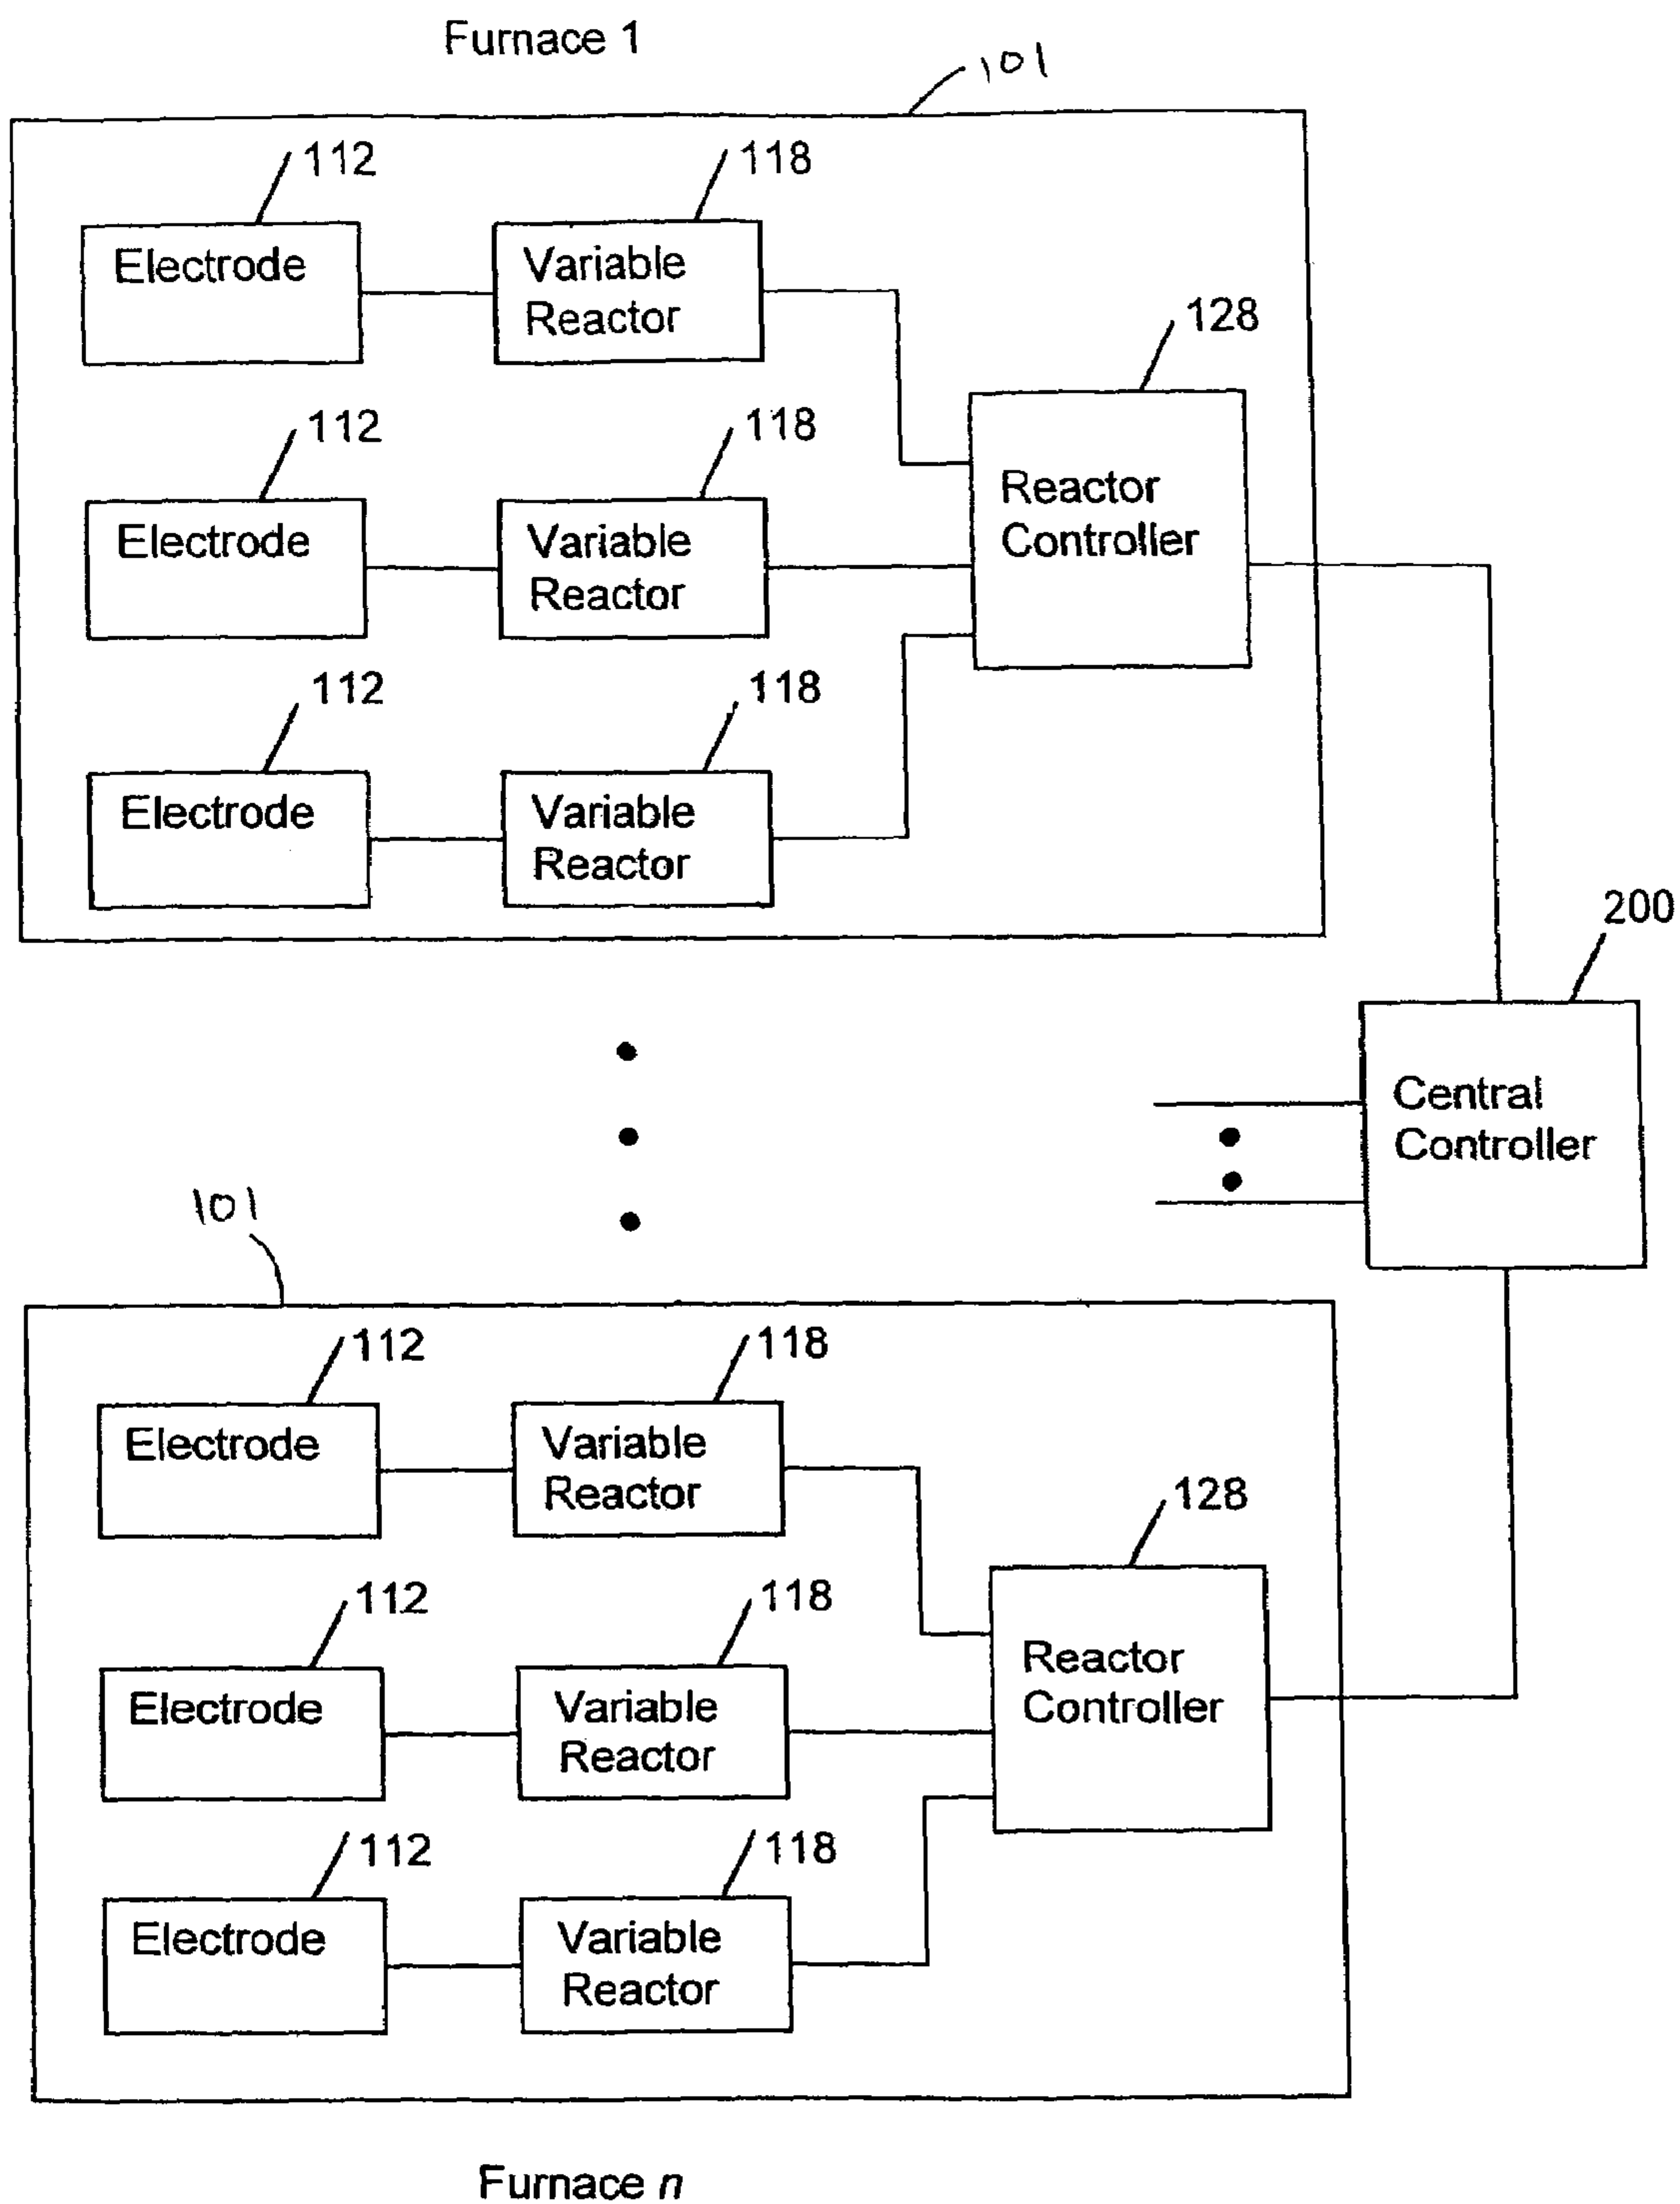 Furnace 1
101
112
118
Electrode
Variable
Reactor
128
112
118
Reactor
Controller
Electrode
Variable
Reactor
112
118
Electrode
Variable
Reactor
200
Central
Controller
101
112
118
Electrode
Variable
Reactor
128
112
118
Reactor
Controller
Electrode
Variable
Reactor
112
118
Electrode
Variable
Reactor
Furnace n